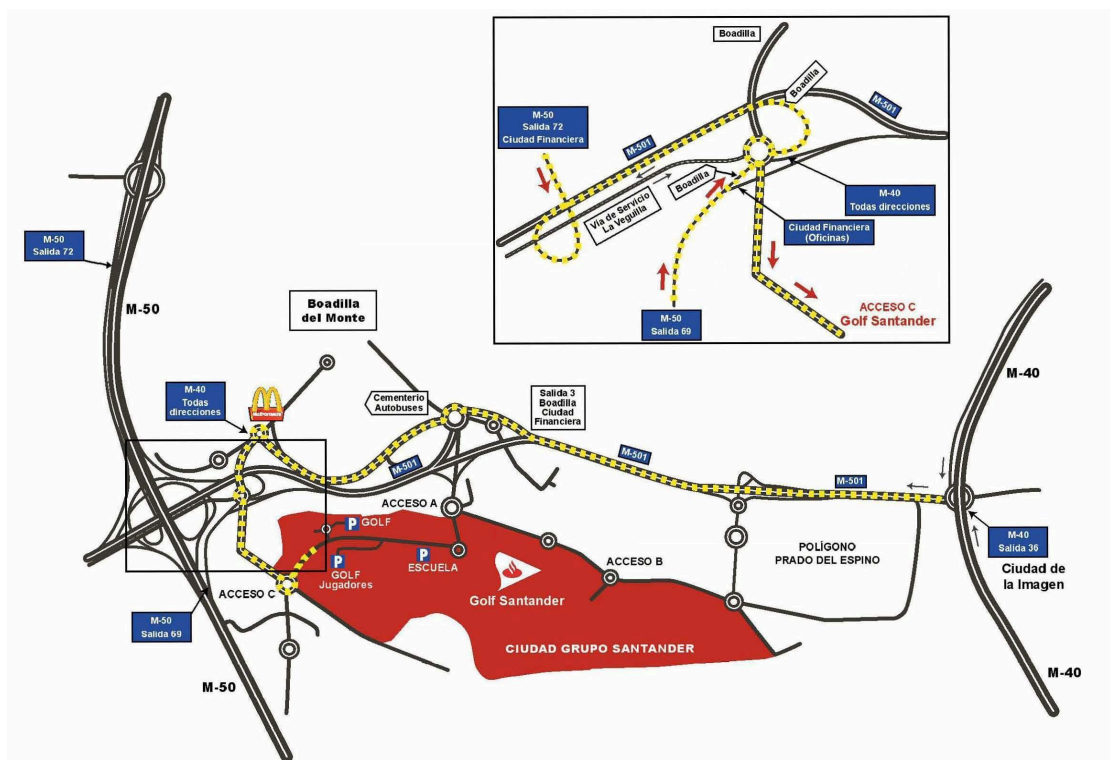 Boadilla
Boadilla
M-501
M-50
Salida 72
Ciudad Financiera
M-501
Boadilla
Vía de Servicio
La Veguilla
M-40
Todas direcciones
Ciudad Financiera
(Oficinas)
M-50
Salida 69
ACCESO C
Golf Santander
M-50
Salida 72
M-50
Boadilla
del Monte
M-40
Todas
direcciones
McDonald's
Cementerio
Autobuses
Salida 3
Boadilla
Ciudad
Financiera
M-40
M-501
M-501
M-501
ACCESO A
P GOLF
P
GOLF
Jugadores
P
ESCUELA
ACCESO B
POLÍGONO
PRADO DEL ESPINO
M-40
Salida 36
Ciudad de
la Imagen
ACCESO C
Golf Santander
M-50
Salida 69
CIUDAD GRUPO SANTANDER
M-50
M-40